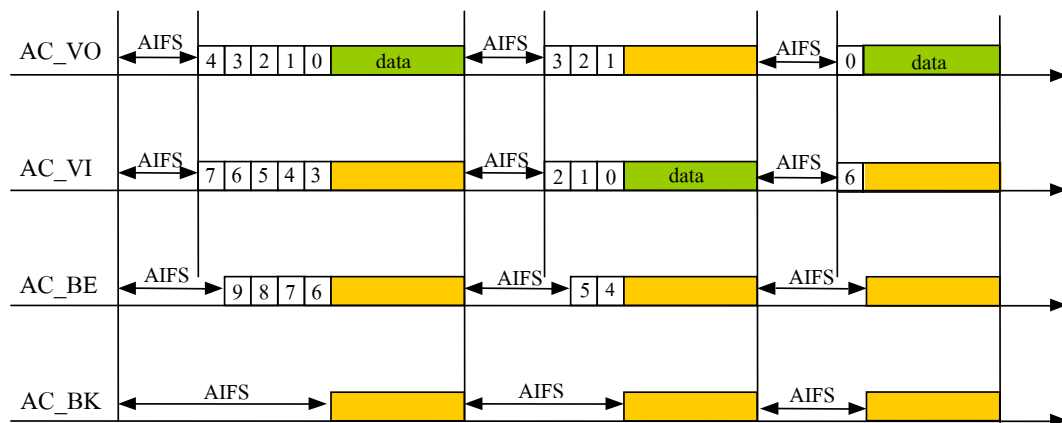 AC_VO AIFS 4 3 2 1 0 data AIFS 3 2 1 AIFS 0 data
AC_VI AIFS 7 6 5 4 3 AIFS 2 1 0 data AIFS 6
AC_BE AIFS 9 8 7 6 AIFS 5 4 AIFS
AC_BK AIFS AIFS AIFS